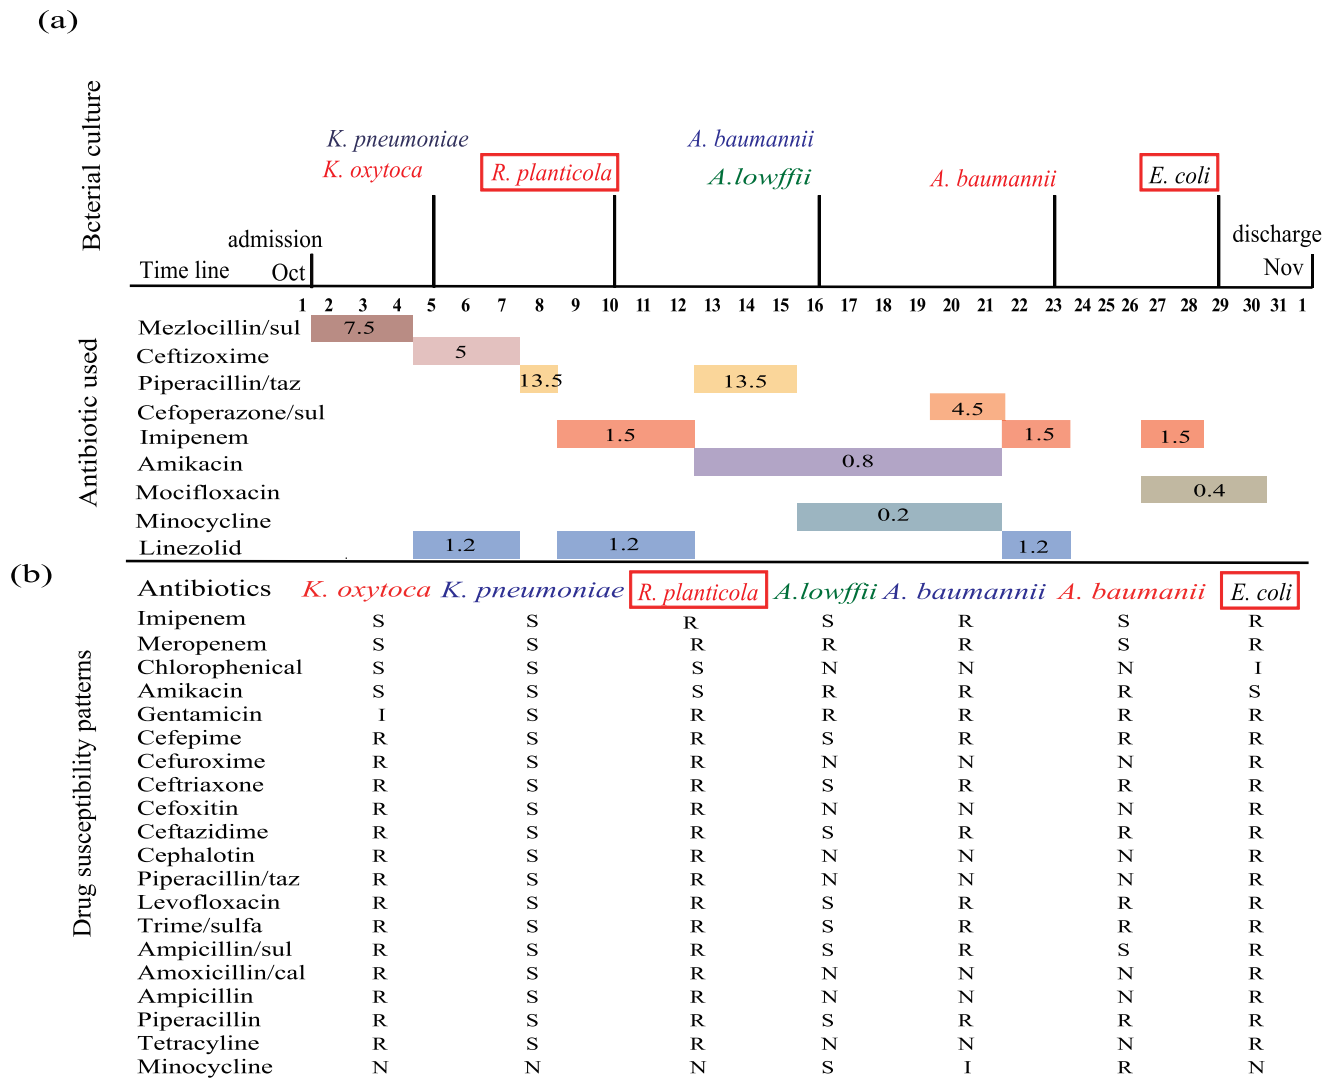 (a)
Bcterial culture
K. pneumoniae A. baumannii
K. oxytoca R. planticola A.lowffii A. baumannii E. coli
admission discharge
Time line Oct Nov
1 2 3 4 5 6 7 8 9 10 11 12 13 14 15 16 17 18 19 20 21 22 23 24 25 26 27 28 29 30 31 1
Antibiotic used
Mezlocillin/sul 7.5
Ceftizoxime 5
Piperacillin/taz 13.5 13.5
Cefoperazone/sul 4.5
Imipenem 1.5 1.5 1.5
Amikacin 0.8
Mocifloxacin 0.4
Minocycline 0.2
Linezolid 1.2 1.2 1.2
(b)
Drug susceptibility patterns
Antibiotics K. oxytoca K. pneumoniae R. planticola A.lowffii A. baumannii A. baumanii E. coli
Imipenem S S R S R S R
Meropenem S S R R R S R
Chlorophenical S S S N N N I
Amikacin S S S R R R S
Gentamicin I S R R R R R
Cefepime R S R S R R R
Cefuroxime R S R N N N R
Ceftriaxone R S R S R R R
Cefoxitin R S R N N N R
Ceftazidime R S R S R R R
Cephalotin R S R N N N R
Piperacillin/taz R S R N N N R
Levofloxacin R S R S R R R
Trime/sulfa R S R S R R R
Ampicillin/sul R S R S R S R
Amoxicillin/cal R S R N N N R
Ampicillin R S R N N N R
Piperacillin R S R S R R R
Tetracyline R S R N N N R
Minocycline N N N S I R N